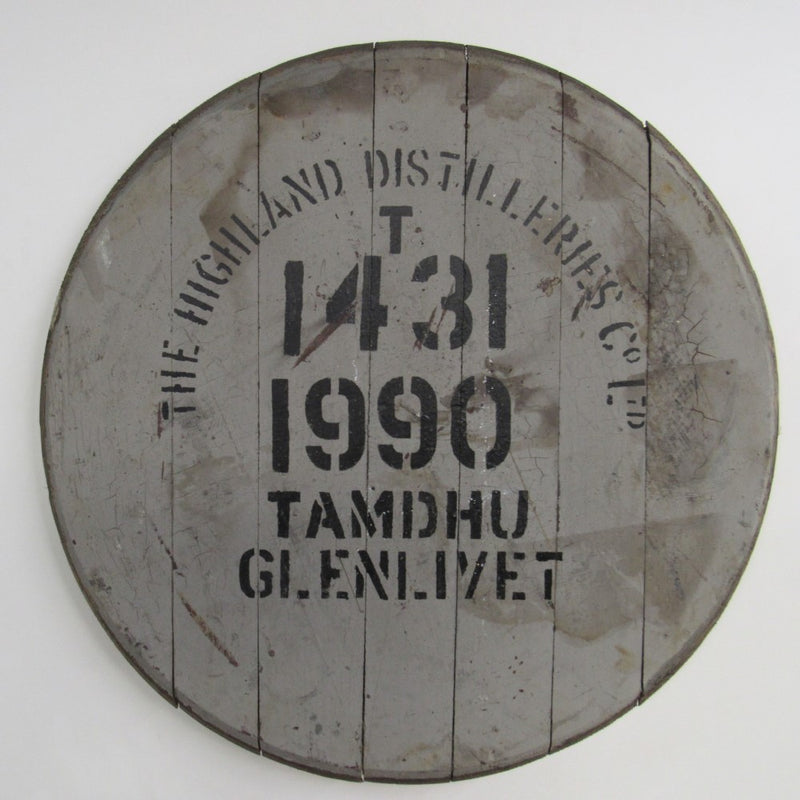 THE HIGHLAND DISTILLERIES Cº LTD
T
1431
1990
TAMDHU
GLENLIVET